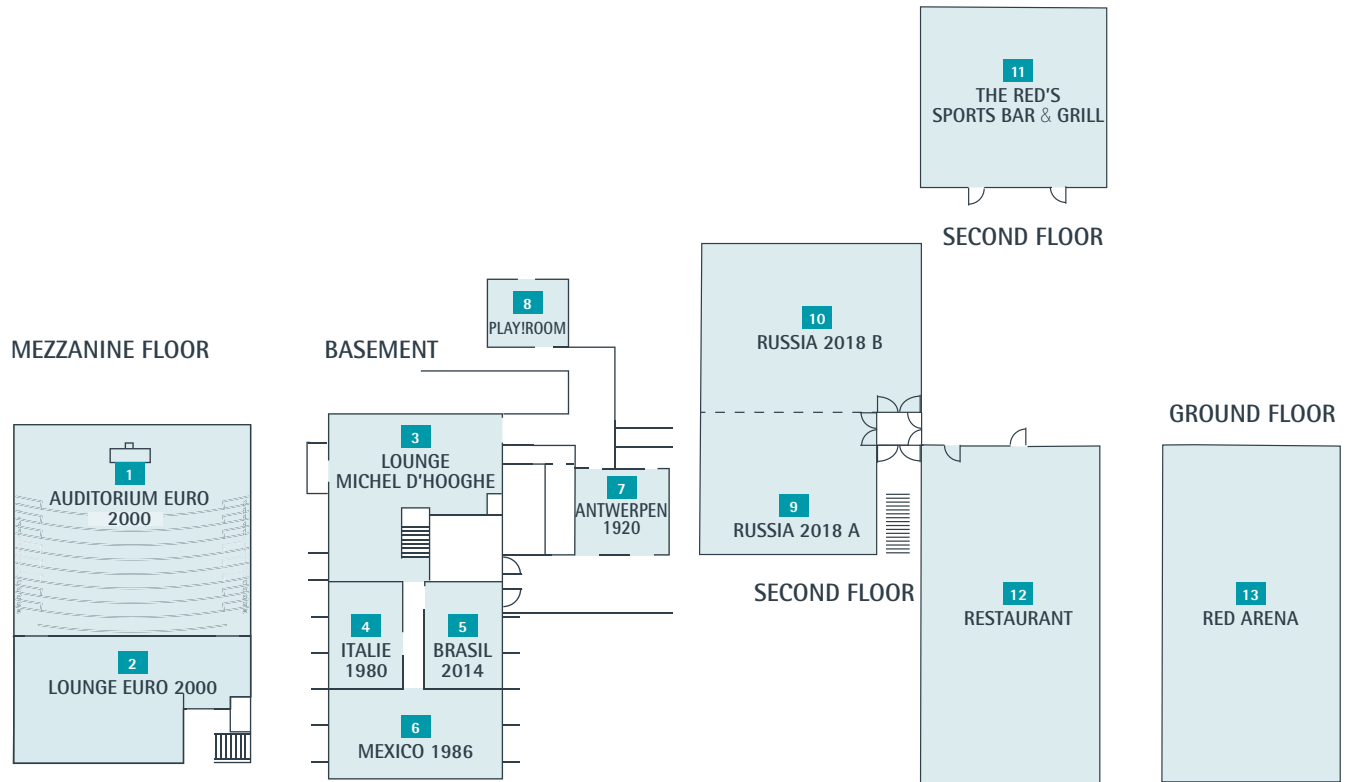 11
THE RED'S
SPORTS BAR & GRILL
SECOND FLOOR
8
PLAY!ROOM
10
RUSSIA 2018 B
MEZZANINE FLOOR
BASEMENT
GROUND FLOOR
1
AUDITORIUM EURO
2000
3
LOUNGE
MICHEL D'HOOGHE
7
ANTWERPEN
1920
9
RUSSIA 2018 A
SECOND FLOOR
12
RESTAURANT
13
RED ARENA
4
ITALIE
1980
5
BRASIL
2014
2
LOUNGE EURO 2000
6
MEXICO 1986